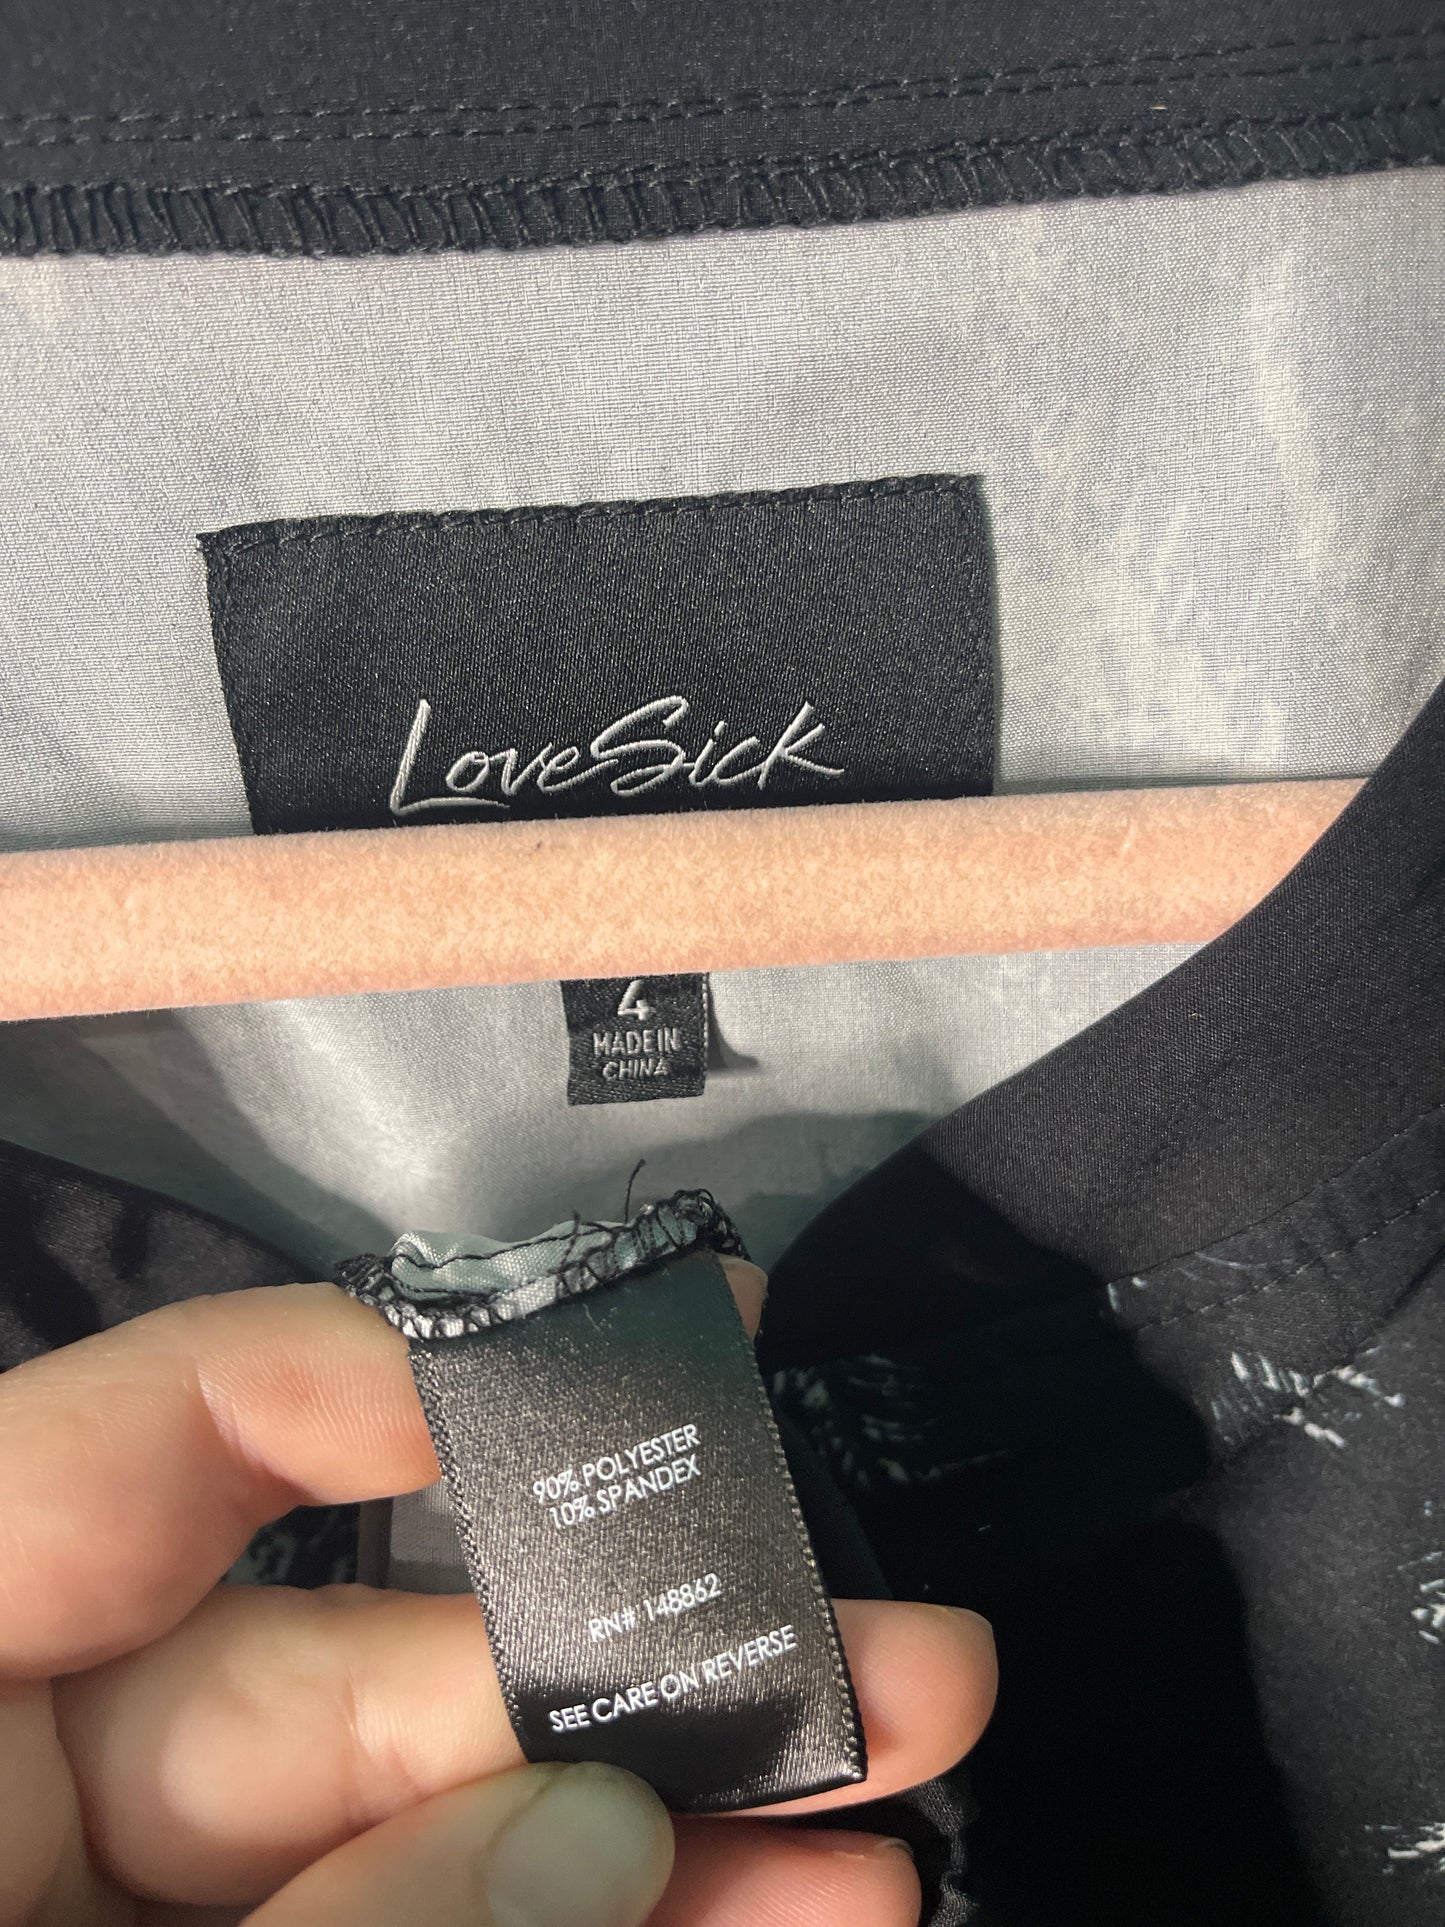 LoveSick
4
MADE IN
CHINA
90% POLYESTER
10% SPANDEX
RN# 148862
SEE CARE ON REVERSE